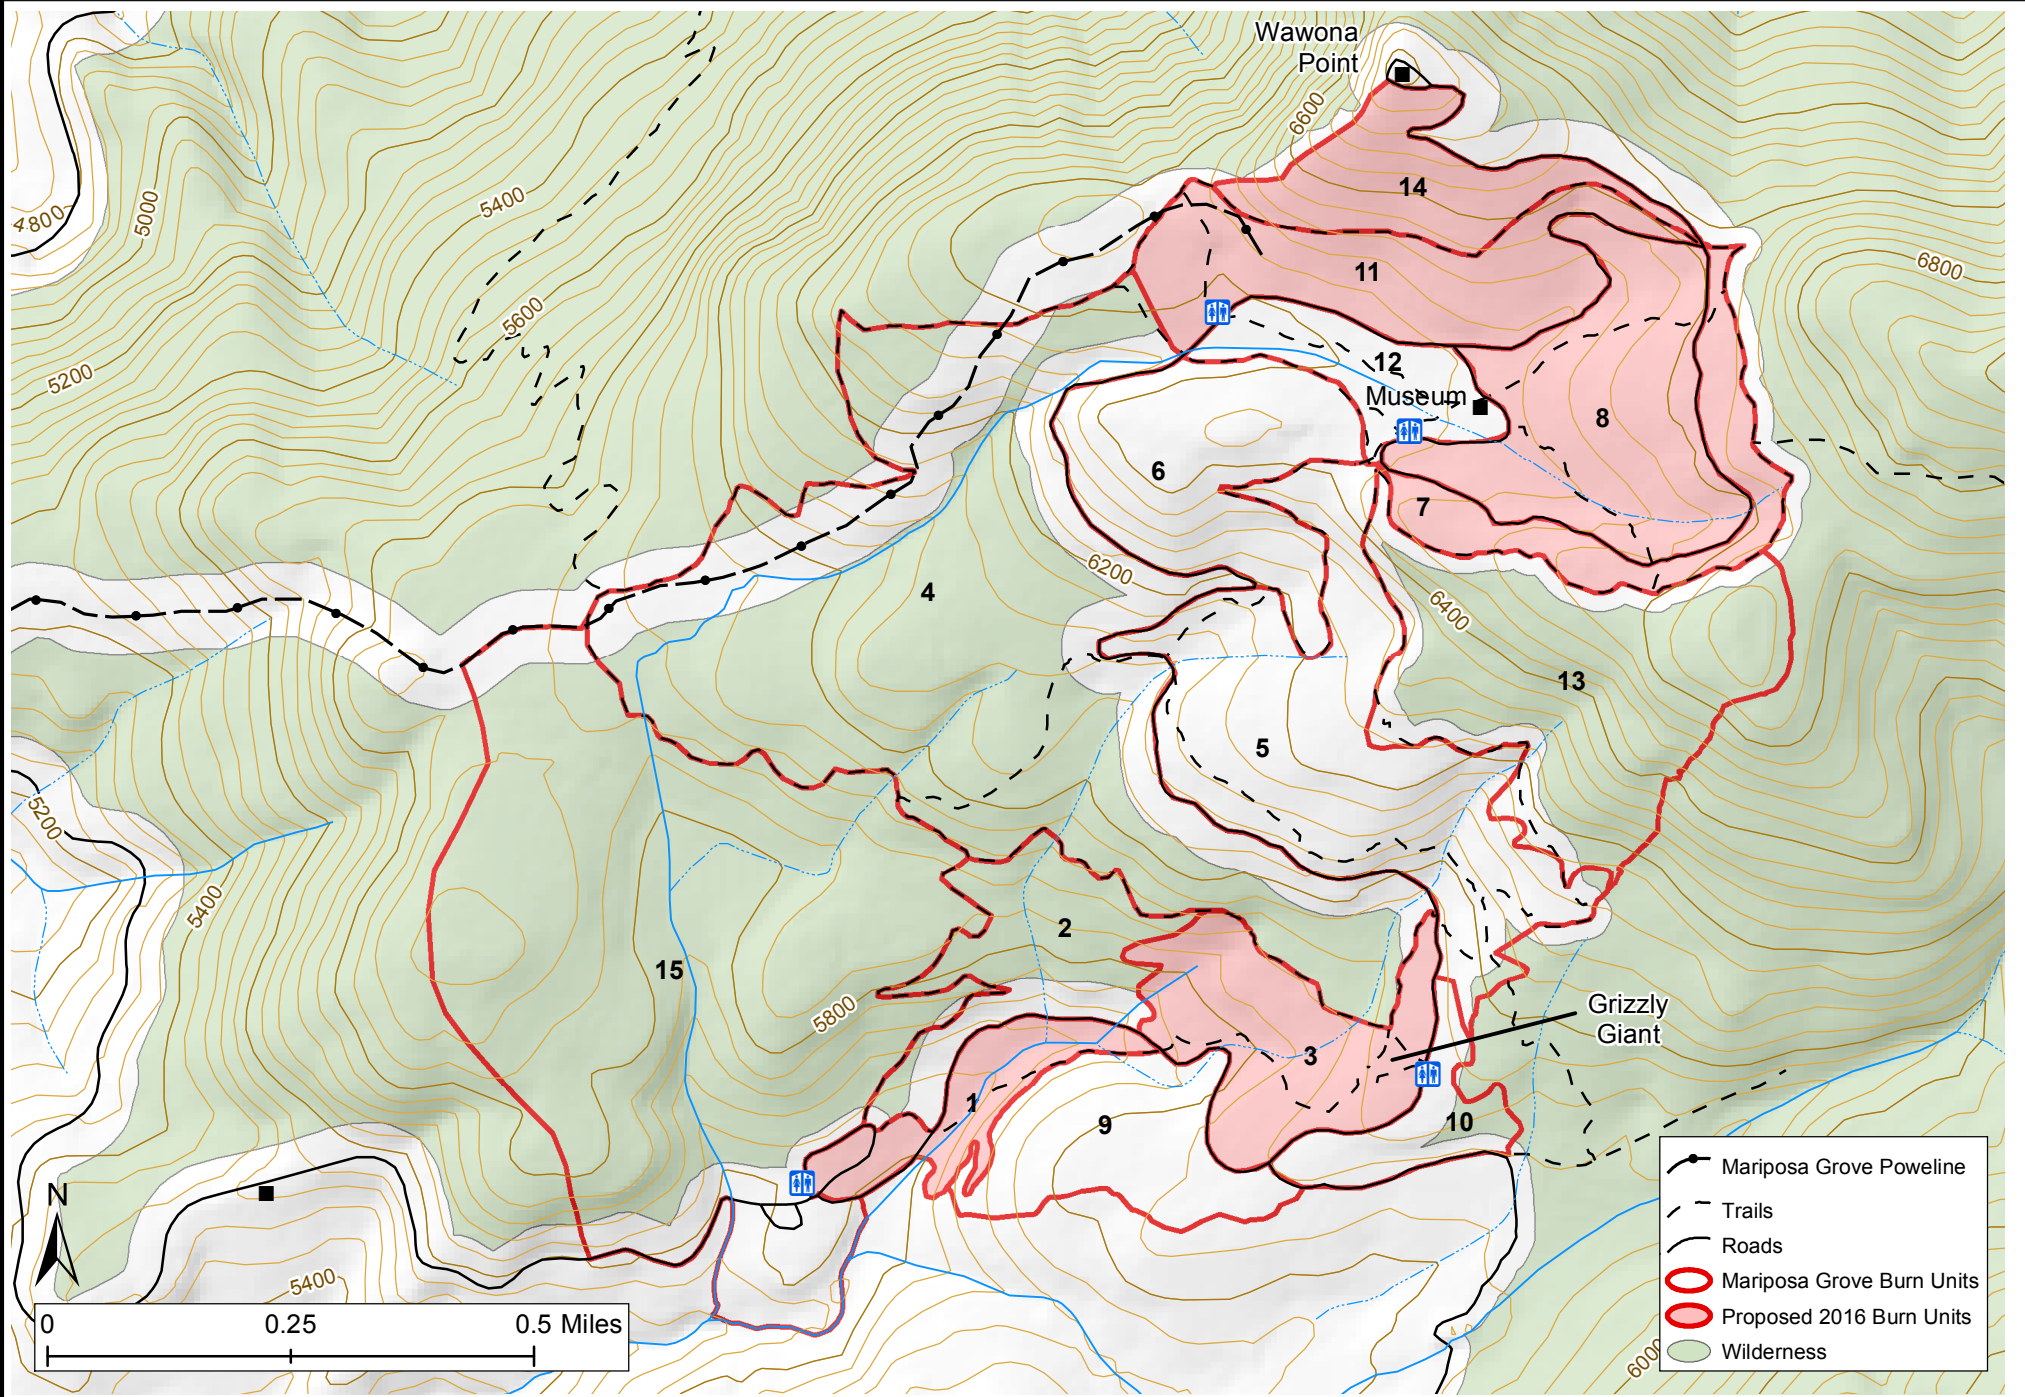 Wawona
Point
6600
14
4800
5000
5400
11
6800
5600
12
5200
Museum
8
6
7
6200
4
6400
13
5
5200
5400
2
15
5800
Grizzly
Giant
3
1
9
10
N
5400
6000
0 0.25 0.5 Miles
Mariposa Grove Poweline
Trails
Roads
Mariposa Grove Burn Units
Proposed 2016 Burn Units
Wilderness